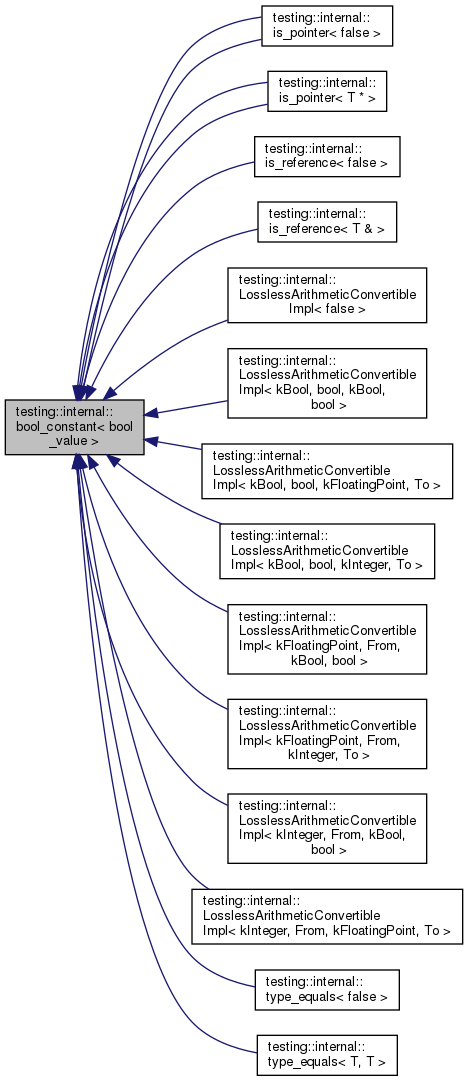 testing::internal::
is_pointer< false >
testing::internal::
is_pointer< T * >
testing::internal::
is_reference< false >
testing::internal::
is_reference< T & >
testing::internal::
LosslessArithmeticConvertible
Impl< false >
testing::internal::
LosslessArithmeticConvertible
Impl< kBool, bool, kBool,
bool >
testing::internal::
bool_constant< bool
_value >
testing::internal::
LosslessArithmeticConvertible
Impl< kBool, bool, kFloatingPoint, To >
testing::internal::
LosslessArithmeticConvertible
Impl< kBool, bool, kInteger, To >
testing::internal::
LosslessArithmeticConvertible
Impl< kFloatingPoint, From,
kBool, bool >
testing::internal::
LosslessArithmeticConvertible
Impl< kFloatingPoint, From,
kInteger, To >
testing::internal::
LosslessArithmeticConvertible
Impl< kInteger, From, kBool,
bool >
testing::internal::
LosslessArithmeticConvertible
Impl< kInteger, From, kFloatingPoint, To >
testing::internal::
type_equals< false >
testing::internal::
type_equals< T, T >